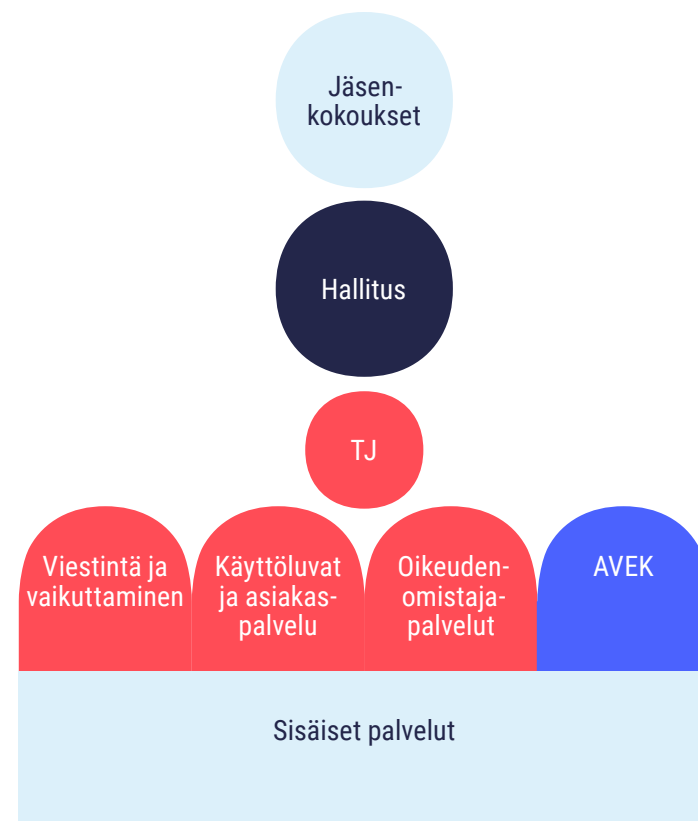 Jäsen-
kokoukset
Hallitus
TJ
Viestintä ja
vaikuttaminen
Käyttöluvat
ja asiakas-
palvelu
Oikeuden-
omistaja-
palvelut
AVEK
Sisäiset palvelut